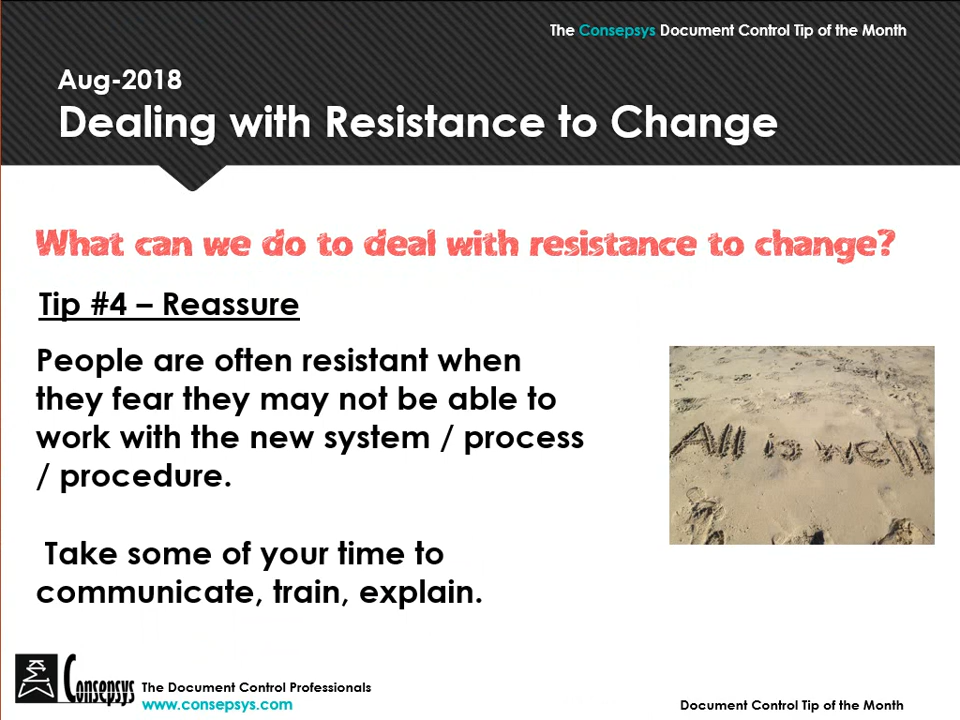 The Consepsys Document Control Tip of the Month
Aug-2018
Dealing with Resistance to Change
What can we do to deal with resistance to change?
Tip #4 – Reassure
People are often resistant when
they fear they may not be able to
work with the new system / process
/ procedure.
All is well
Take some of your time to
communicate, train, explain.
Consepsys
The Document Control Professionals
www.consepsys.com
Document Control Tip of the Month